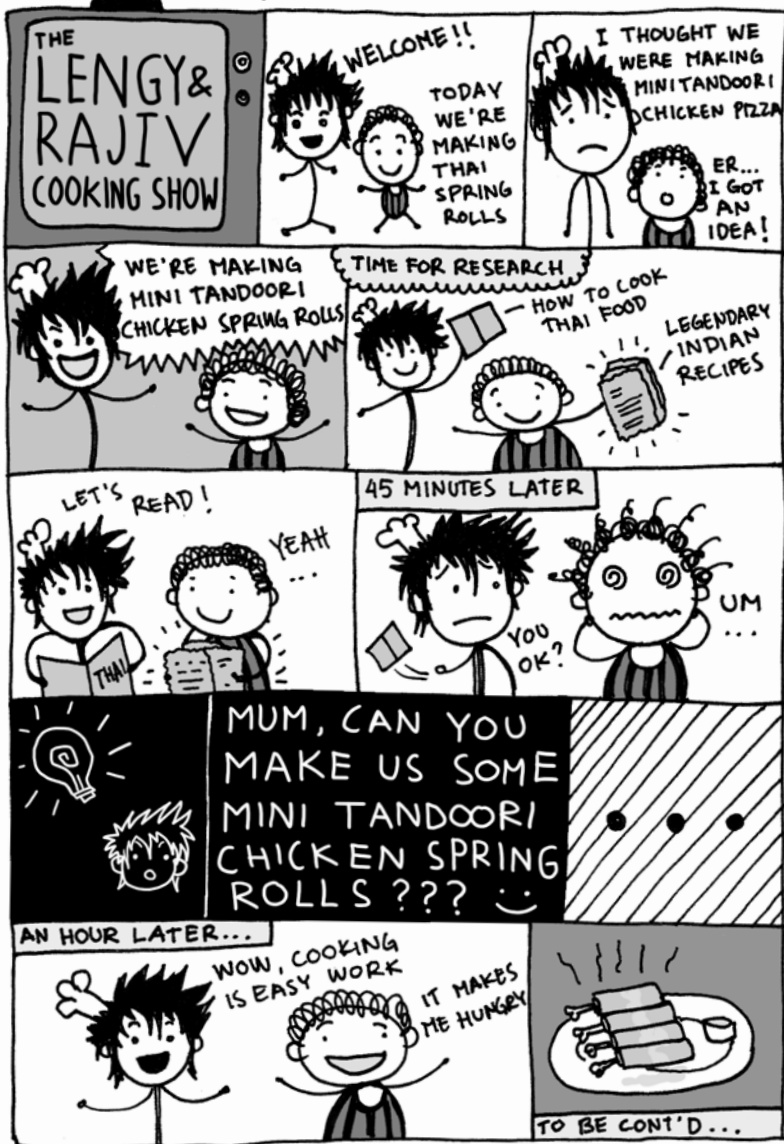 THE
LENGY &
RAJIV
COOKING SHOW
WELCOME!!
TODAY
WE'RE
MAKING
THAI
SPRING
ROLLS
I THOUGHT WE
WERE MAKING
MINI TANDOORI
CHICKEN PIZZA
ER...
I GOT
AN
IDEA!
WE'RE MAKING
MINI TANDOORI
CHICKEN SPRING ROLLS
TIME FOR RESEARCH
HOW TO COOK
THAI FOOD
LEGENDARY
INDIAN
RECIPES
LET'S READ!
YEAH
...
THAI
45 MINUTES LATER
YOU
OK?
UM
...
MUM, CAN YOU
MAKE US SOME
MINI TANDOORI
CHICKEN SPRING
ROLLS ??? :)
...
AN HOUR LATER...
WOW, COOKING
IS EASY WORK
IT MAKES
ME HUNGRY
TO BE CONT'D...